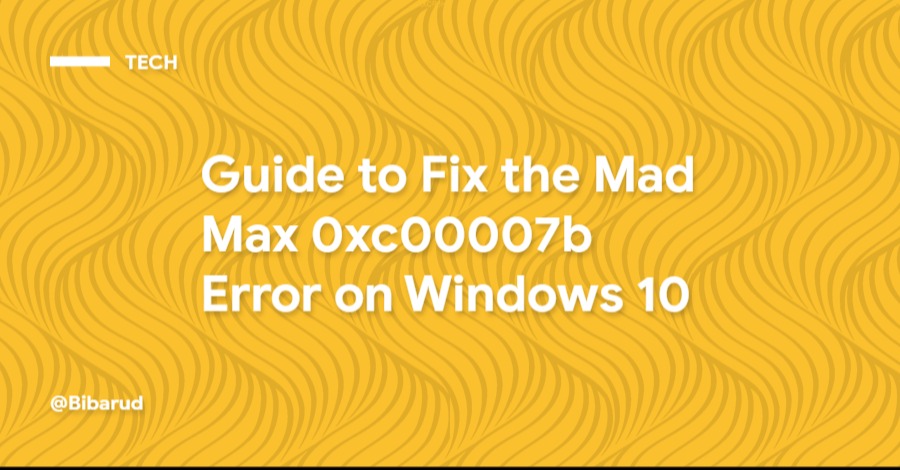 TECH
Guide to Fix the Mad
Max 0xc00007b
Error on Windows 10
@Bibarud